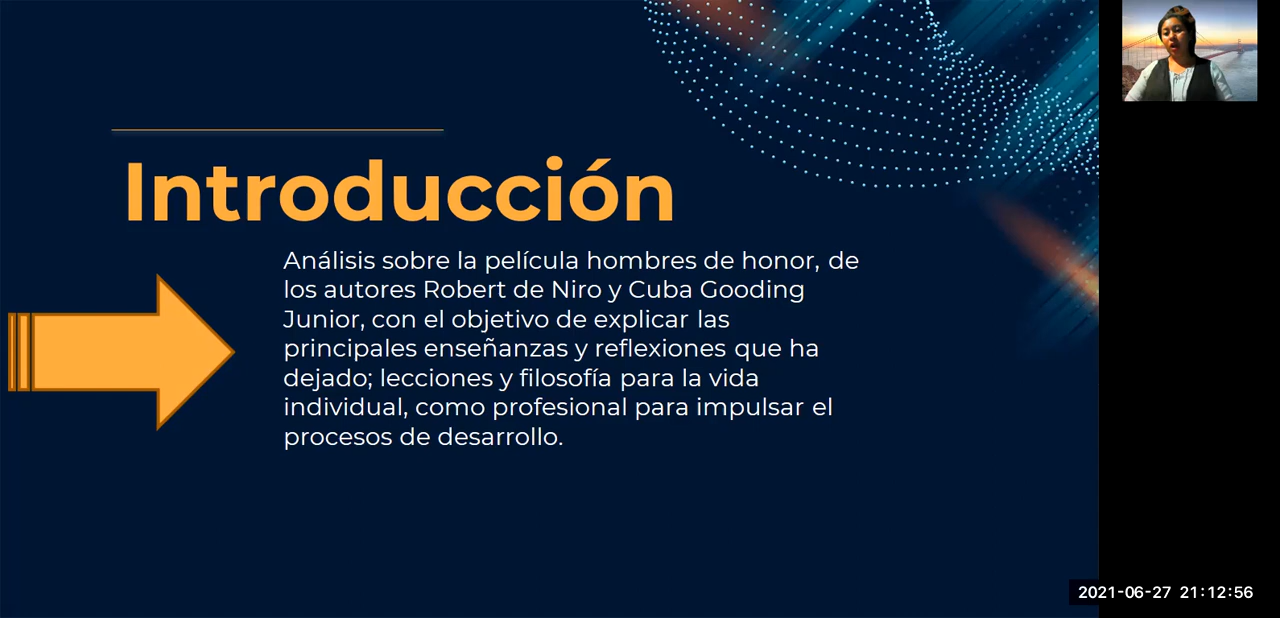 Introducción
Análisis sobre la película hombres de honor, de
los autores Robert de Niro y Cuba Gooding
Junior, con el objetivo de explicar las
principales enseñanzas y reflexiones que ha
dejado; lecciones y filosofía para la vida
individual, como profesional para impulsar el
procesos de desarrollo.
2021-06-27 21:12:56